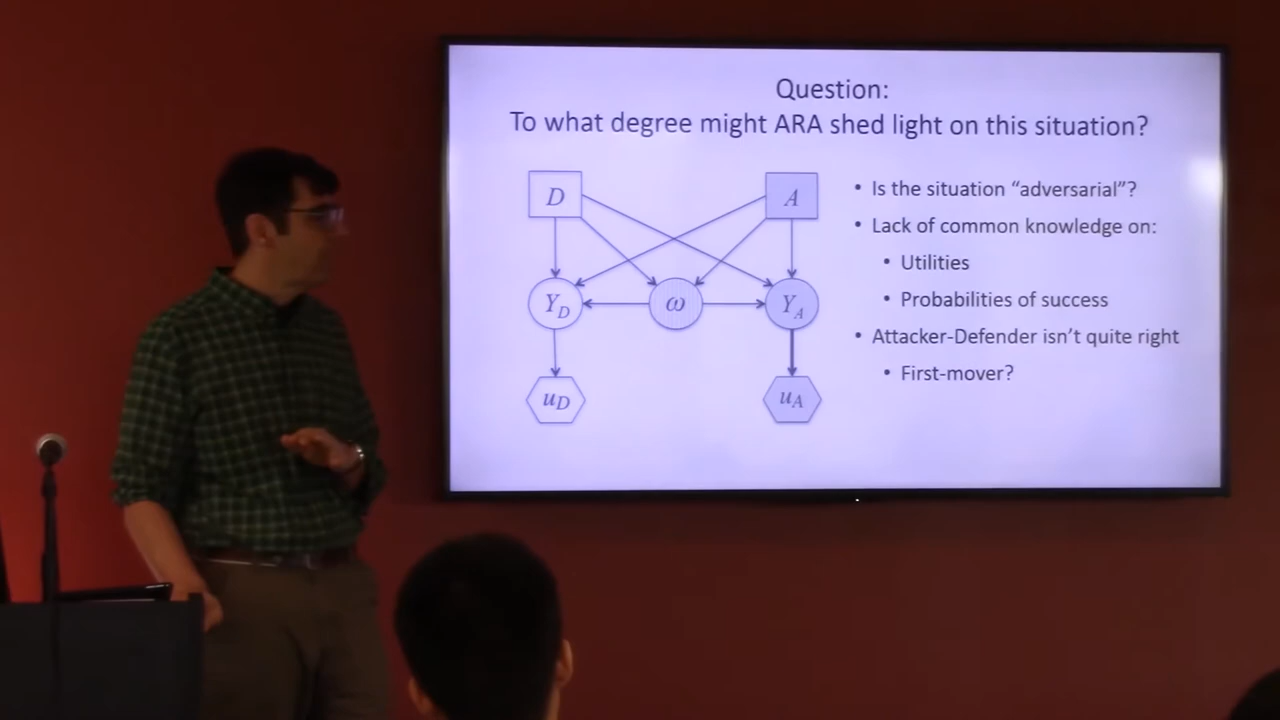 Question:
To what degree might ARA shed light on this situation?
D
A
• Is the situation “adversarial”?
• Lack of common knowledge on:
• Utilities
• Probabilities of success
• Attacker-Defender isn’t quite right
• First-mover?
Y_D
ω
Y_A
u_D
u_A